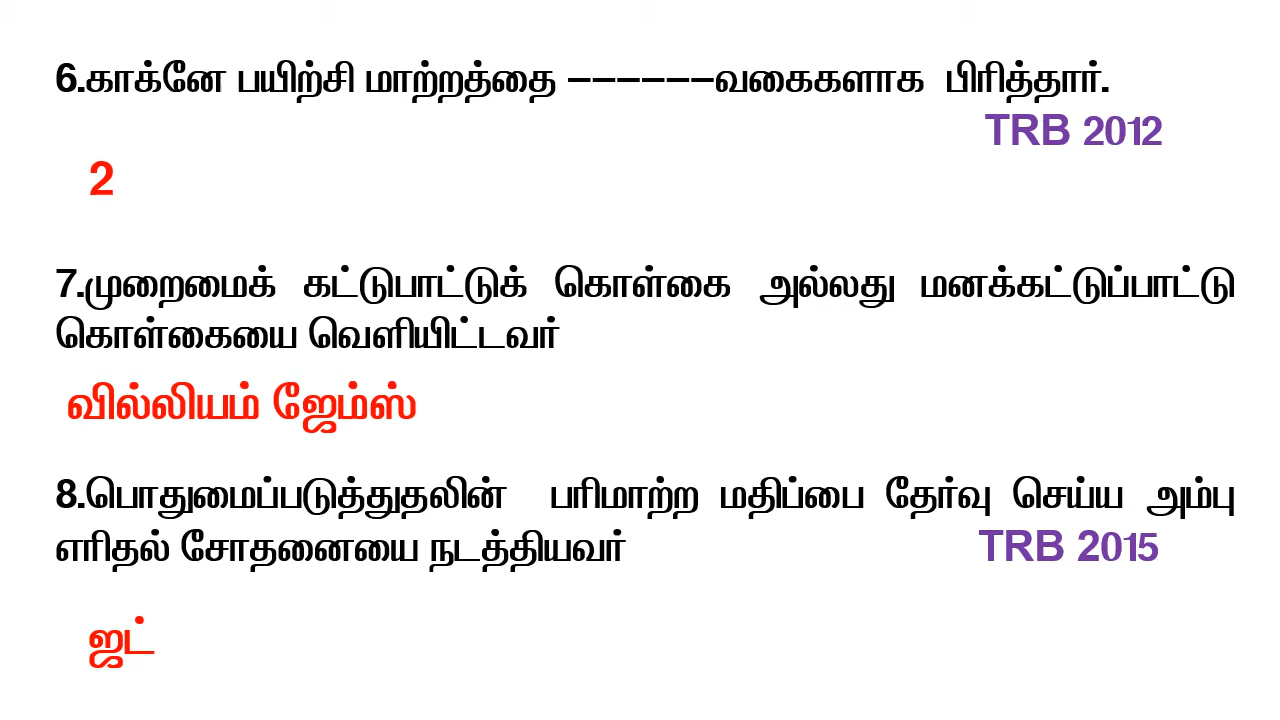 6.காக்னே பயிற்சி மாற்றத்தை ------வகைகளாக பிரித்தார்.
TRB 2012
2
7.முறைமைக் கட்டுபாட்டுக் கொள்கை அல்லது மனக்கட்டுப்பாட்டு
கொள்கையை வெளியிட்டவர்
வில்லியம் ஜேம்ஸ்
8.பொதுமைப்படுத்துதலின் பரிமாற்ற மதிப்பை தேர்வு செய்ய அம்பு
எரிதல் சோதனையை நடத்தியவர் TRB 2015
ஜட்